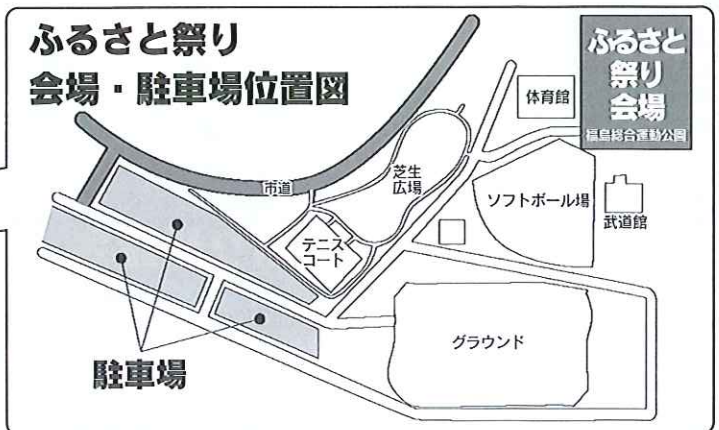 ふるさと祭り
会場・駐車場位置図
ふるさと
祭り
会場
福島総合運動公園
体育館
芝生
広場
市道
ソフトボール場
武道館
テニス
コート
グラウンド
駐車場